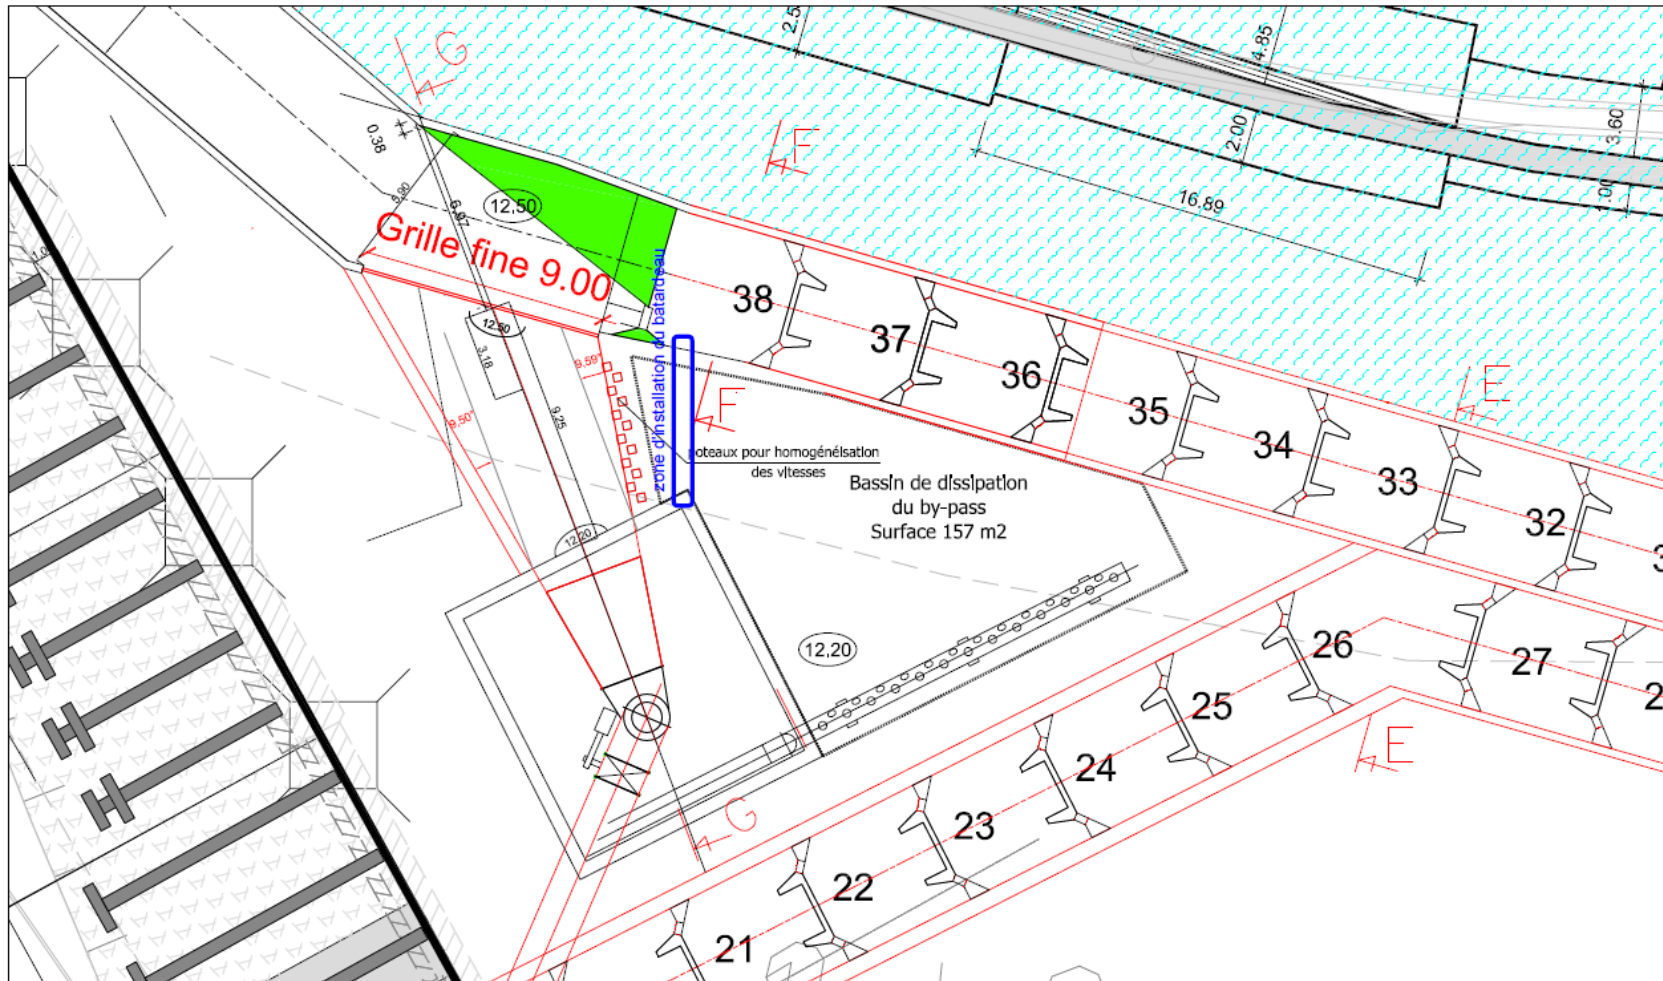 G
2.5
4.85
F
0.38
5.90
6.07
12,50
2.00
3.60
1.00
16.89
Grille fine 9.00
zone d'installation du batardeau
38
37
36
35
34
33
32
3
E
12,50
3.18
9.59°
9,50°
9.25
F
poteaux pour homogénéisation
des vitesses
Bassin de dissipation
du by-pass
Surface 157 m2
12,20
12,20
26
27
2
25
24
23
22
21
E
G